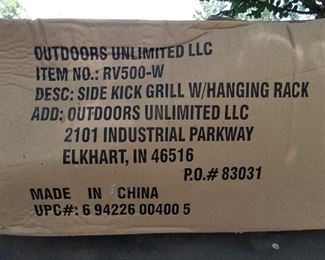 OUTDOORS UNLIMITED LLC
ITEM NO.: RV500-W
DESC: SIDE KICK GRILL W/HANGING RACK
ADD: OUTDOORS UNLIMITED LLC
2101 INDUSTRIAL PARKWAY
ELKHART, IN 46516
P.O.# 83031
MADE IN CHINA
UPC#: 6 94226 00400 5